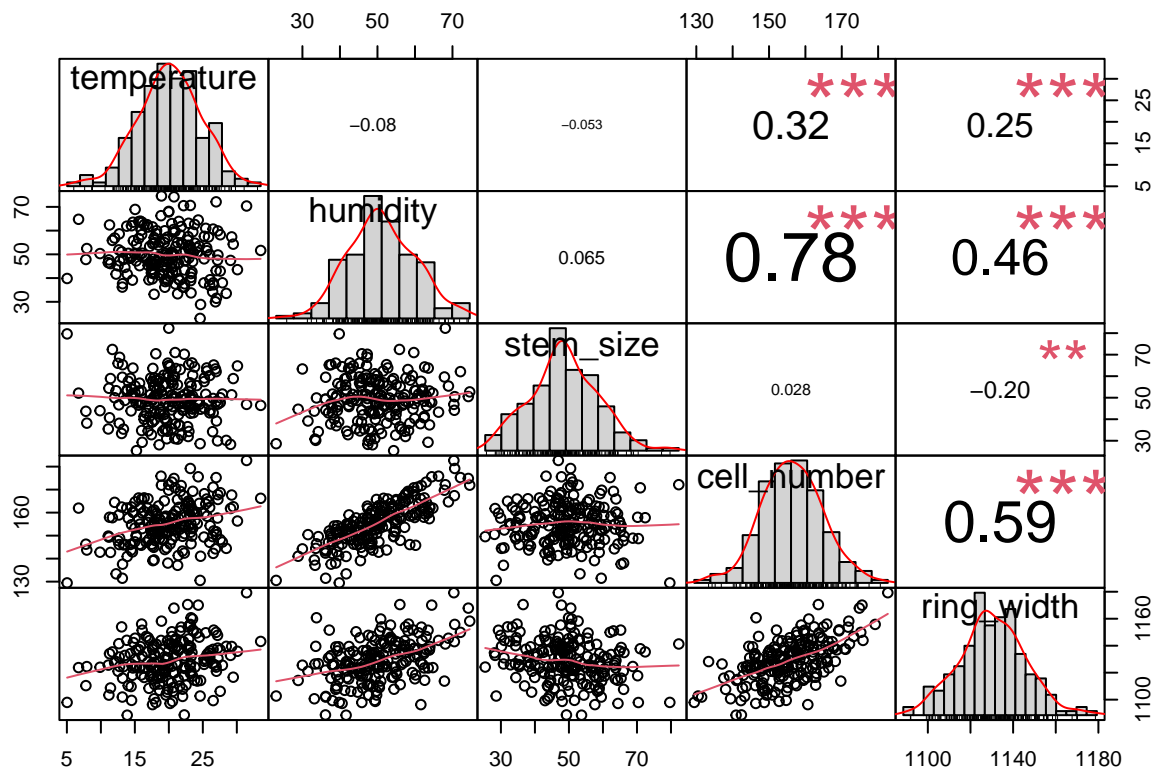 30 50 70 130 150 170
temperature −0.08 −0.053 0.32 *** 0.25 *** 5 15 25
30 50 70 humidity 0.065 0.78 *** 0.46 ***
stem_size 0.028 −0.20 ** 30 50 70
130 160 cell_number 0.59 ***
ring_width 1100 1160
5 15 25 30 50 70 1100 1140 1180